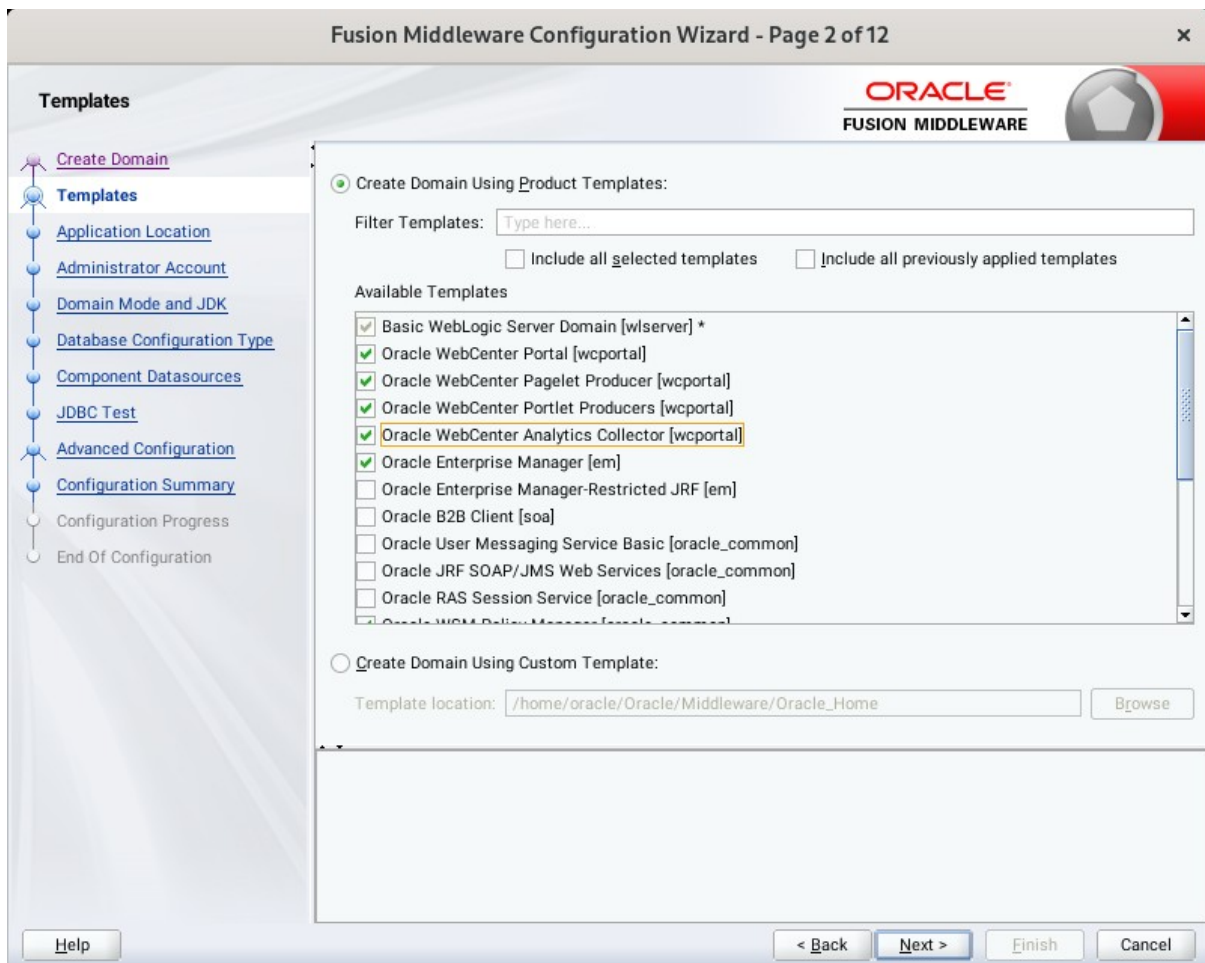 Fusion Middleware Configuration Wizard - Page 2 of 12
Templates
ORACLE
FUSION MIDDLEWARE
Create Domain
Templates
Application Location
Administrator Account
Domain Mode and JDK
Database Configuration Type
Component Datasources
JDBC Test
Advanced Configuration
Configuration Summary
Configuration Progress
End Of Configuration
Create Domain Using Product Templates:
Filter Templates: Type here...
Include all selected templates Include all previously applied templates
Available Templates
Basic WebLogic Server Domain [wlserver] *
Oracle WebCenter Portal [wcportal]
Oracle WebCenter Pagelet Producer [wcportal]
Oracle WebCenter Portlet Producers [wcportal]
Oracle WebCenter Analytics Collector [wcportal]
Oracle Enterprise Manager [em]
Oracle Enterprise Manager-Restricted JRF [em]
Oracle B2B Client [soa]
Oracle User Messaging Service Basic [oracle_common]
Oracle JRF SOAP/JMS Web Services [oracle_common]
Oracle RAS Session Service [oracle_common]
Oracle WSM Policy Manager [oracle_common]
Create Domain Using Custom Template:
Template location: /home/oracle/Oracle/Middleware/Oracle_Home Browse
Help < Back Next > Finish Cancel